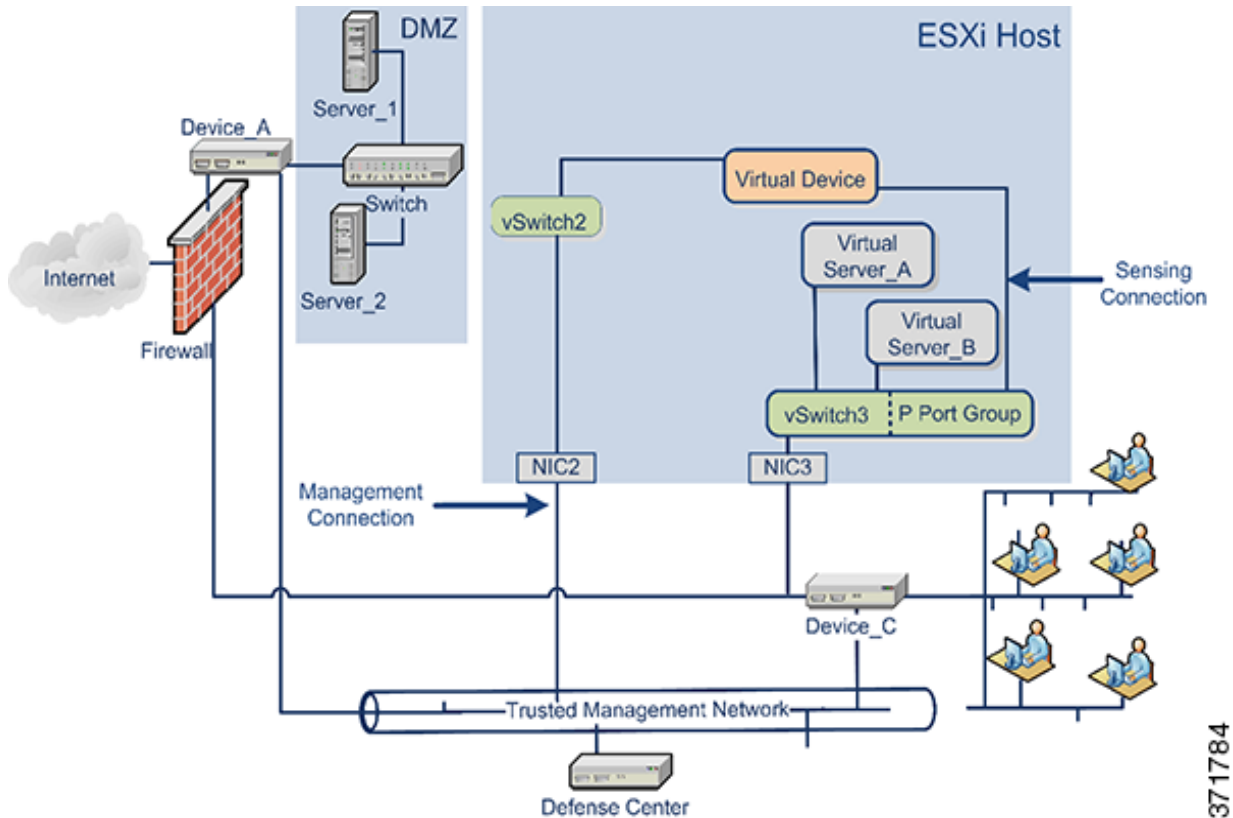 DMZ
ESXi Host
Server_1
Device_A
Switch
Server_2
Internet
Firewall
Virtual Device
vSwitch2
Virtual
Server_A
Sensing
Connection
Virtual
Server_B
vSwitch3
P Port Group
NIC2
NIC3
Management
Connection
Device_C
Trusted Management Network
Defense Center
371784